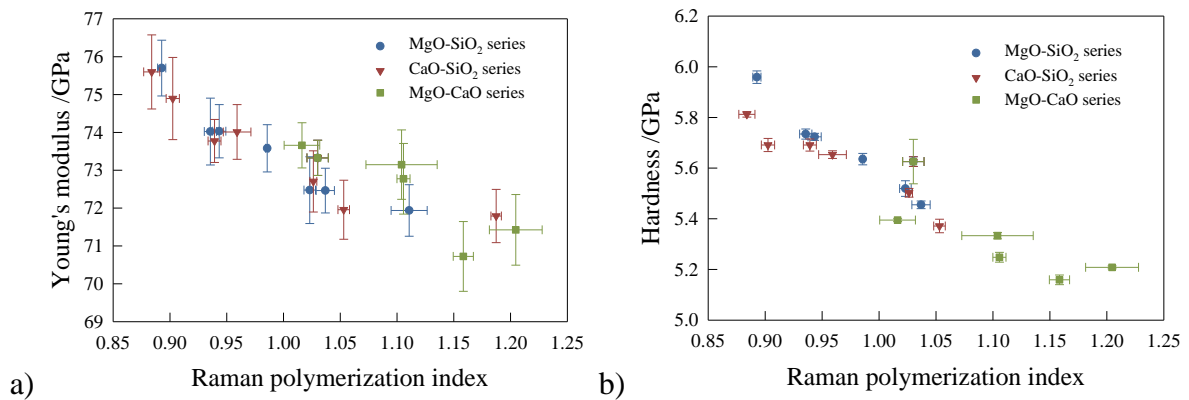 77
76
75
74
73
72
71
70
69
Young's modulus /GPa
MgO-SiO₂ series
CaO-SiO₂ series
MgO-CaO series
0.85 0.90 0.95 1.00 1.05 1.10 1.15 1.20 1.25
Raman polymerization index
a)
6.2
6.0
5.8
5.6
5.4
5.2
5.0
Hardness /GPa
MgO-SiO₂ series
CaO-SiO₂ series
MgO-CaO series
0.85 0.90 0.95 1.00 1.05 1.10 1.15 1.20 1.25
Raman polymerization index
b)